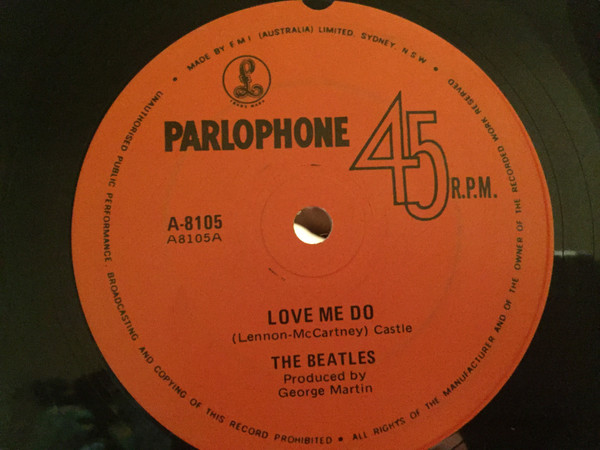 MADE BY E.M.I (AUSTRALIA) LIMITED, SYDNEY, N.S.W
TRADE MARK
PARLOPHONE
45
R.P.M.
A-8105
A8105A
LOVE ME DO
(Lennon-McCartney) Castle
THE BEATLES
Produced by
George Martin
UNAUTHORISED PUBLIC PERFORMANCE, BROADCASTING AND COPYING OF THIS RECORD PROHIBITED • ALL RIGHTS OF THE MANUFACTURER AND OF THE OWNER OF THE RECORDED WORK RESERVED